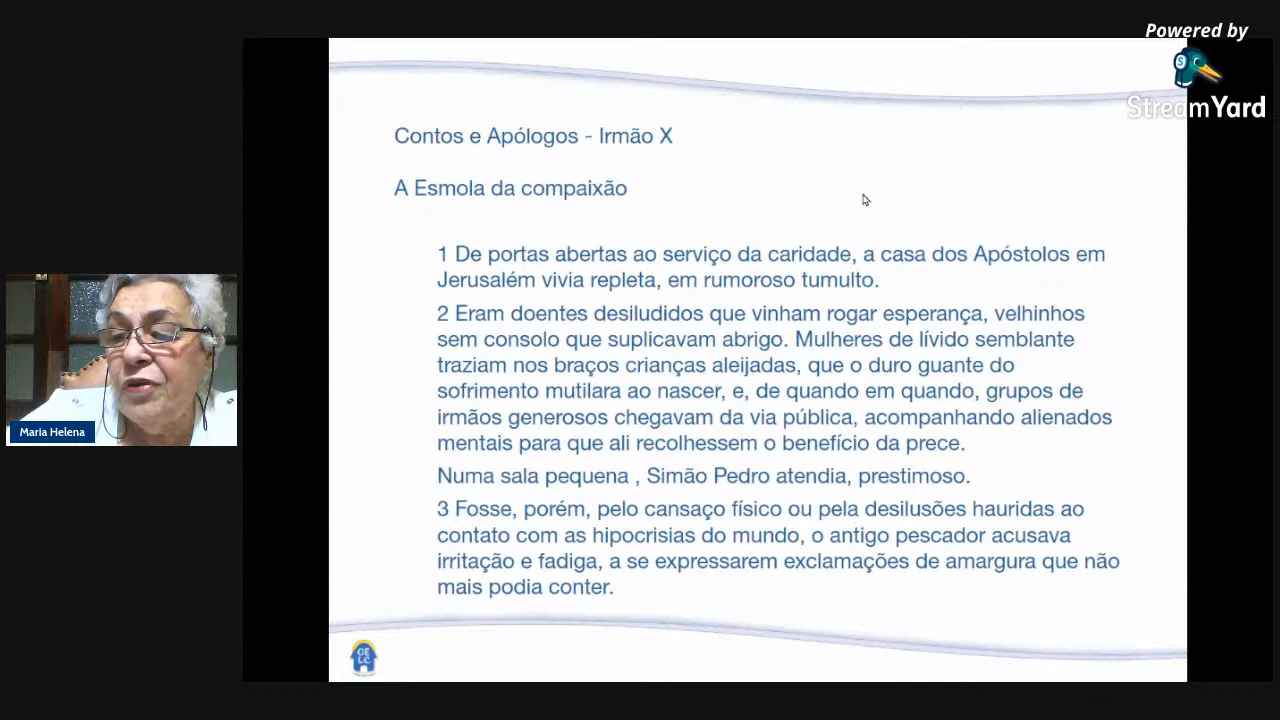 Powered by
StreamYard
Contos e Apólogos - Irmão X
A Esmola da compaixão
1 De portas abertas ao serviço da caridade, a casa dos Apóstolos em
Jerusalém vivia repleta, em rumoroso tumulto.
2 Eram doentes desiludidos que vinham rogar esperança, velhinhos
sem consolo que suplicavam abrigo. Mulheres de lívido semblante
traziam nos braços crianças aleijadas, que o duro guante do
sofrimento mutilara ao nascer, e, de quando em quando, grupos de
irmãos generosos chegavam da via pública, acompanhando alienados
mentais para que ali recolhessem o benefício da prece.
Numa sala pequena , Simão Pedro atendia, prestimoso.
3 Fosse, porém, pelo cansaço físico ou pela desilusões hauridas ao
contato com as hipocrisias do mundo, o antigo pescador acusava
irritação e fadiga, a se expressarem exclamações de amargura que não
mais podia conter.
Maria Helena
CE
LC